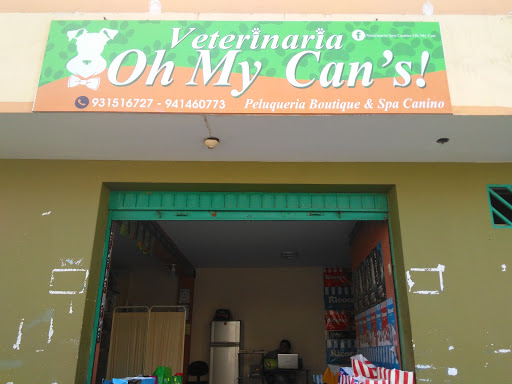 Veterinaria
Oh My Can's!
931516727 - 941460773
Peluqueria Boutique & Spa Canino